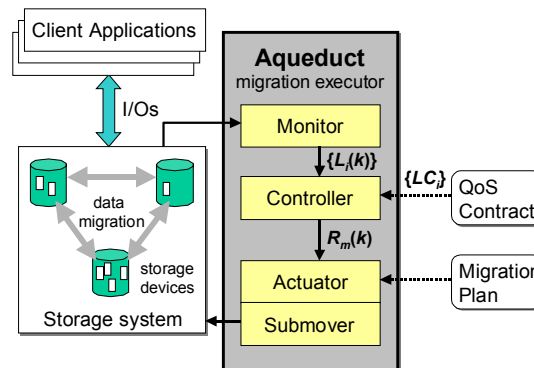 Client Applications
I/Os
data
migration
storage
devices
Storage system
Aqueduct
migration executor
Monitor
{Li(k)}
Controller
Rm(k)
Actuator
Submover
{LCi}
QoS
Contract
Migration
Plan